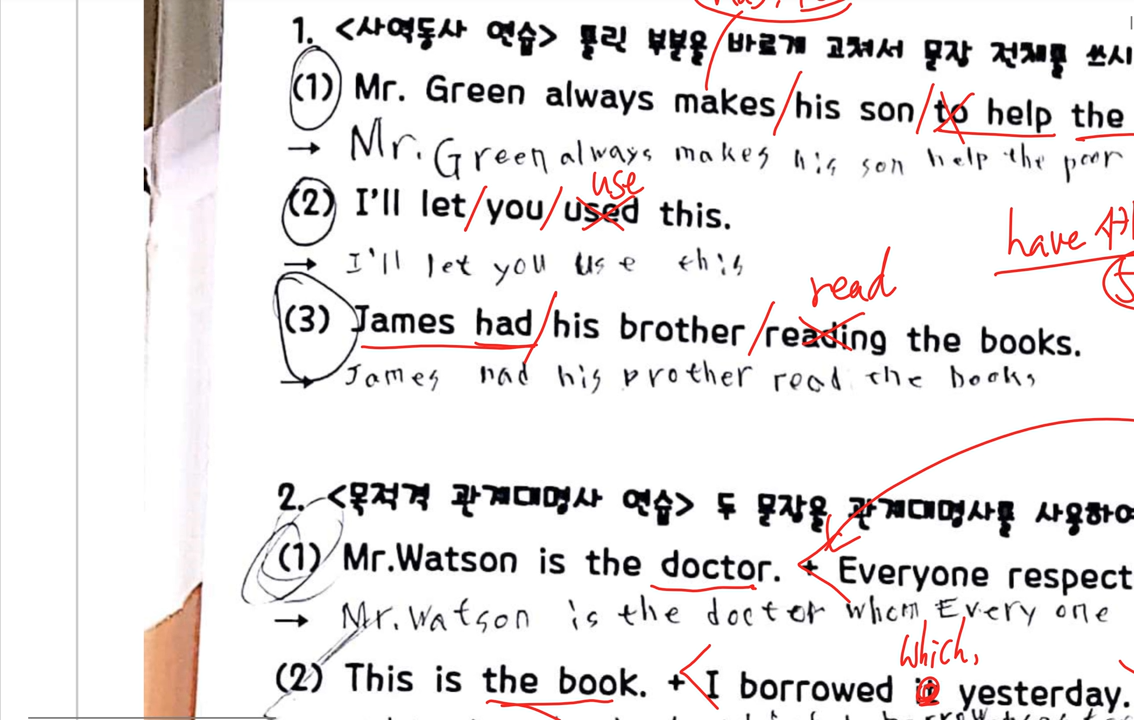 1. <사역동사 연습> 틀린 부분을 바르게 고쳐서 문장 전체를 쓰시
(1) Mr. Green always makes his son to help the
→ Mr. Green always makes his son help the poor
use
(2) I'll let you used this.
→ I'll let you use this
have
read
(3) James had his brother reading the books.
→ James had his brother read the books
2. <목적격 관계대명사 연습> 두 문장을 관계대명사를 사용하여
(1) Mr.Watson is the doctor. + Everyone respect
→ Mr. Watson is the doctor whom Every one
which,
(2) This is the book. + I borrowed it yesterday.